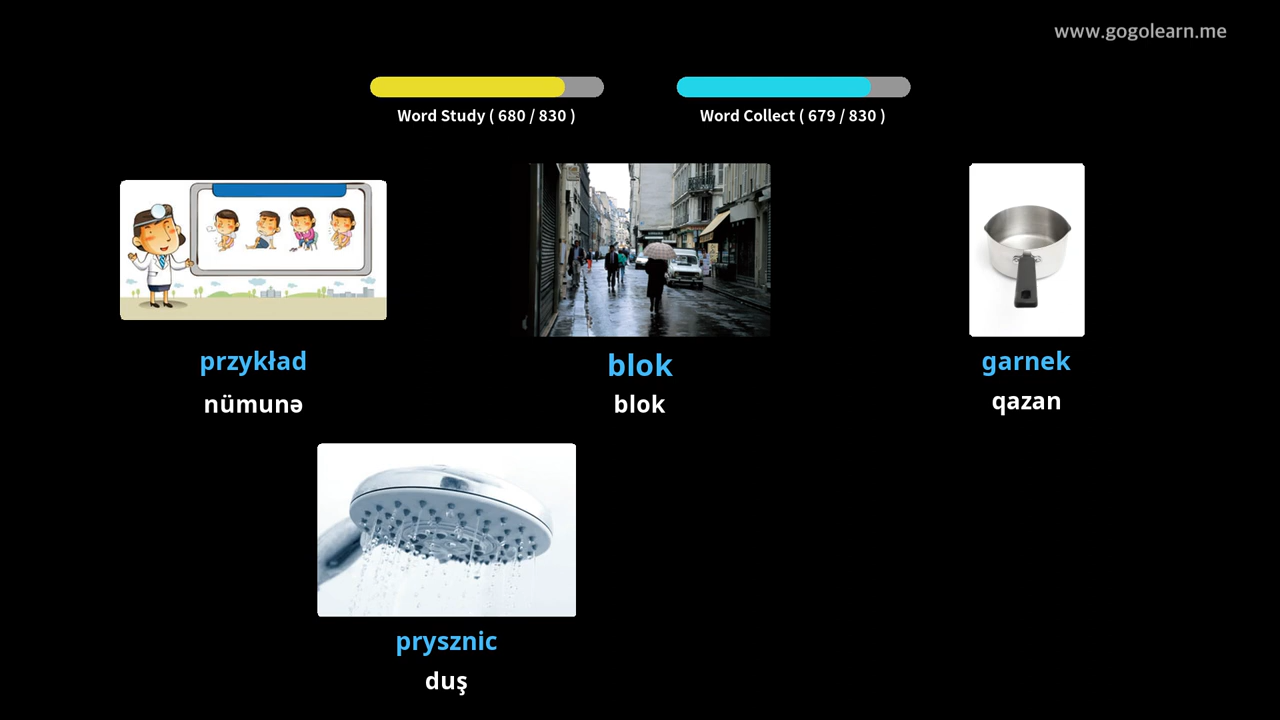 www.gogolearn.me
Word Study ( 680 / 830 )
Word Collect ( 679 / 830 )
przykład
nümunə
blok
blok
garnek
qazan
prysznic
duş